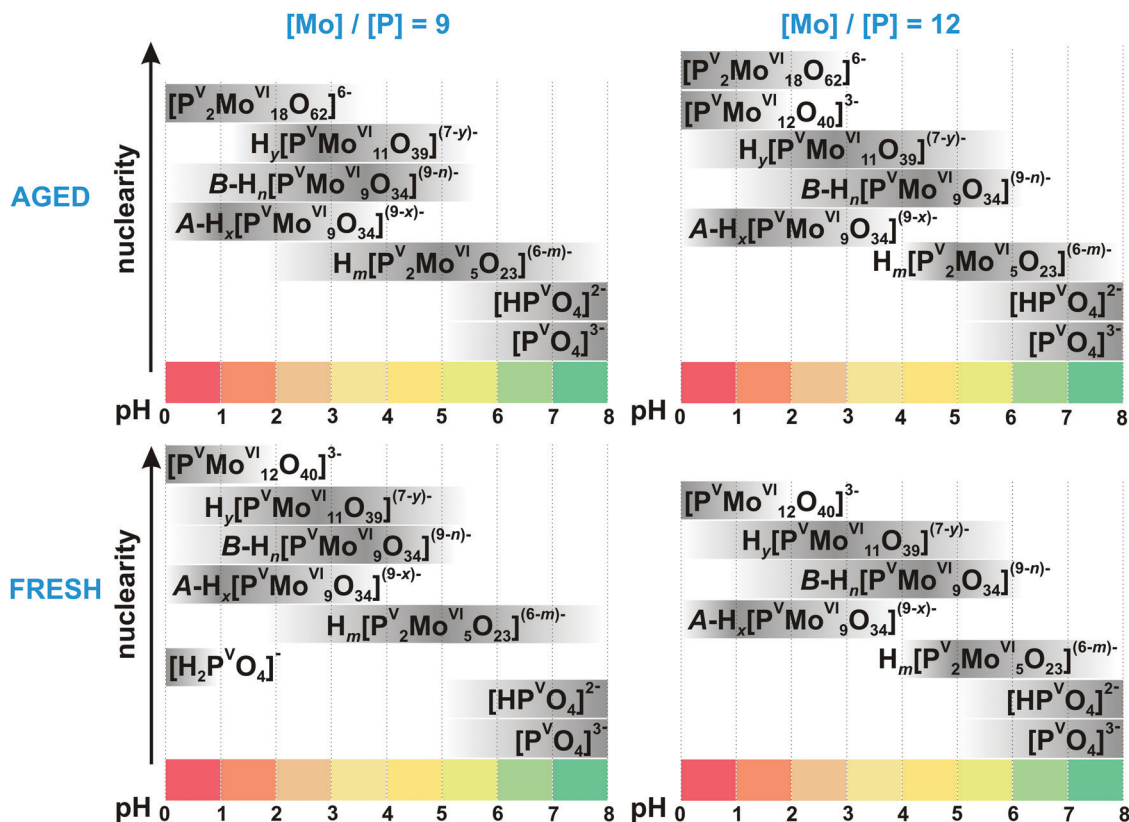 [Mo] / [P] = 9
[Mo] / [P] = 12
AGED
nuclearity
[P^V_2Mo^VI_18O_62]^6-
H_y[P^VMo^VI_11O_39]^(7-y)-
B-H_n[P^VMo^VI_9O_34]^(9-n)-
A-H_x[P^VMo^VI_9O_34]^(9-x)-
H_m[P^V_2Mo^VI_5O_23]^(6-m)-
[HP^VO_4]^2-
[P^VO_4]^3-
pH 0 1 2 3 4 5 6 7 8
[P^V_2Mo^VI_18O_62]^6-
[P^VMo^VI_12O_40]^3-
H_y[P^VMo^VI_11O_39]^(7-y)-
B-H_n[P^VMo^VI_9O_34]^(9-n)-
A-H_x[P^VMo^VI_9O_34]^(9-x)-
H_m[P^V_2Mo^VI_5O_23]^(6-m)-
[HP^VO_4]^2-
[P^VO_4]^3-
pH 0 1 2 3 4 5 6 7 8
FRESH
nuclearity
[P^VMo^VI_12O_40]^3-
H_y[P^VMo^VI_11O_39]^(7-y)-
B-H_n[P^VMo^VI_9O_34]^(9-n)-
A-H_x[P^VMo^VI_9O_34]^(9-x)-
H_m[P^V_2Mo^VI_5O_23]^(6-m)-
[H_2P^VO_4]^-
[HP^VO_4]^2-
[P^VO_4]^3-
pH 0 1 2 3 4 5 6 7 8
[P^VMo^VI_12O_40]^3-
H_y[P^VMo^VI_11O_39]^(7-y)-
B-H_n[P^VMo^VI_9O_34]^(9-n)-
A-H_x[P^VMo^VI_9O_34]^(9-x)-
H_m[P^V_2Mo^VI_5O_23]^(6-m)-
[HP^VO_4]^2-
[P^VO_4]^3-
pH 0 1 2 3 4 5 6 7 8